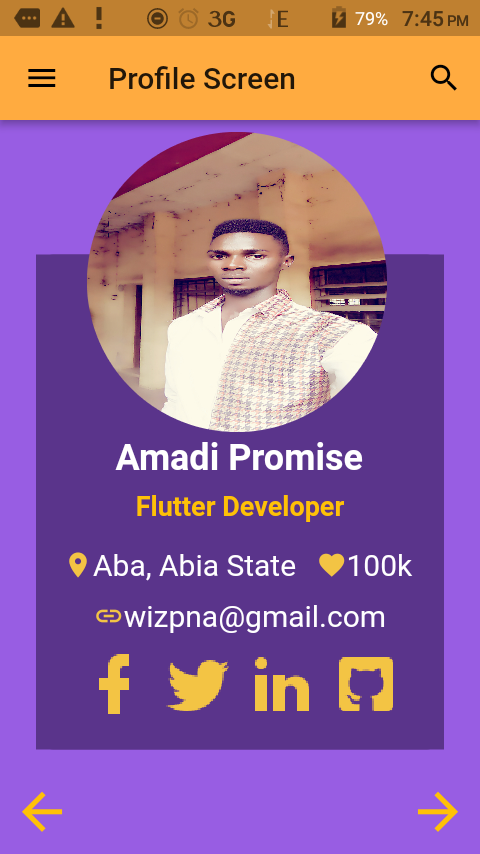 3G E 79% 7:45 PM
Profile Screen
Amadi Promise
Flutter Developer
Aba, Abia State 100k
wizpna@gmail.com